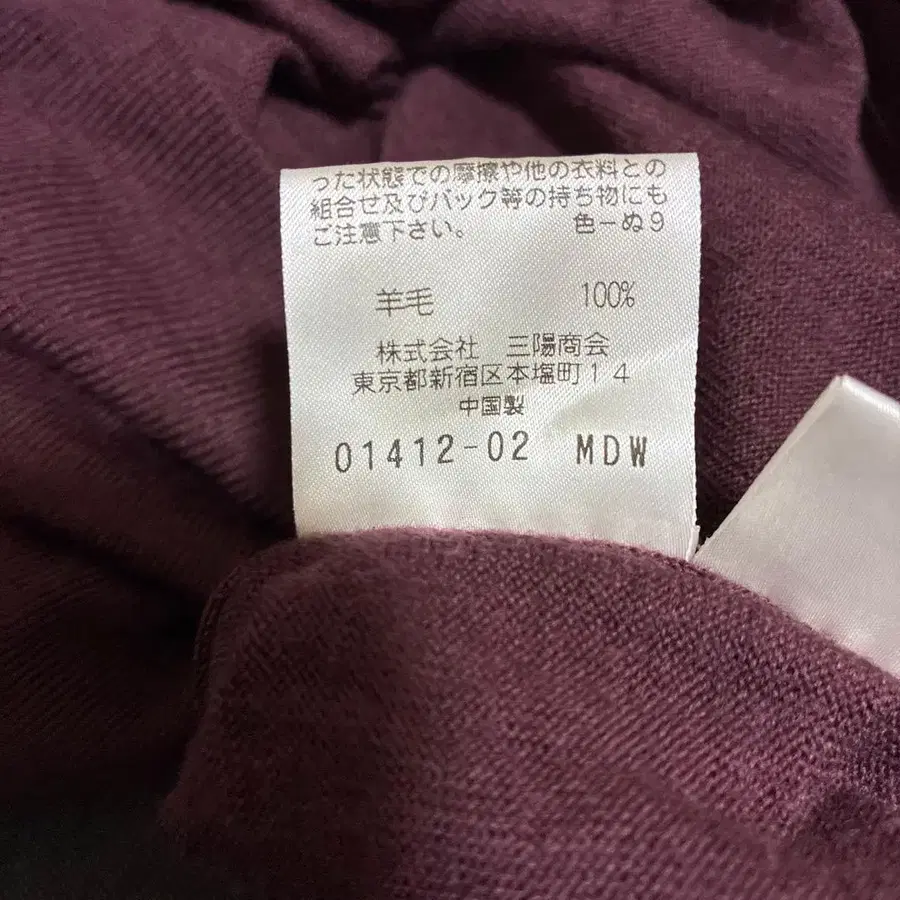 った状態での摩擦や他の衣料との
組合せ及びバック等の持ち物にも
ご注意下さい。 色ーぬ9
羊毛 100%
株式会社 三陽商会
東京都新宿区本塩町14
中国製
01412-02 MDW